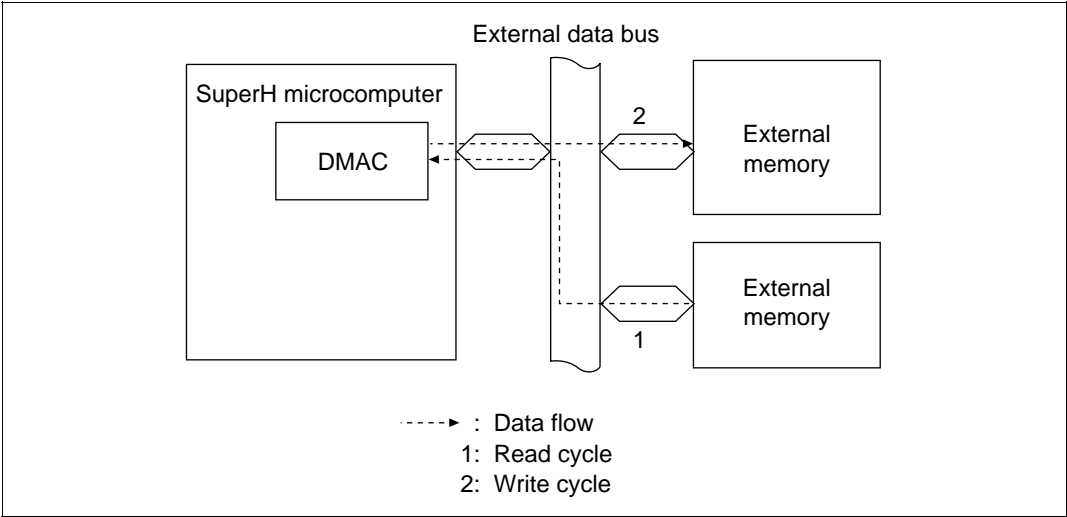 External data bus
SuperH microcomputer
DMAC
2
External
memory
External
memory
1
: Data flow
1: Read cycle
2: Write cycle